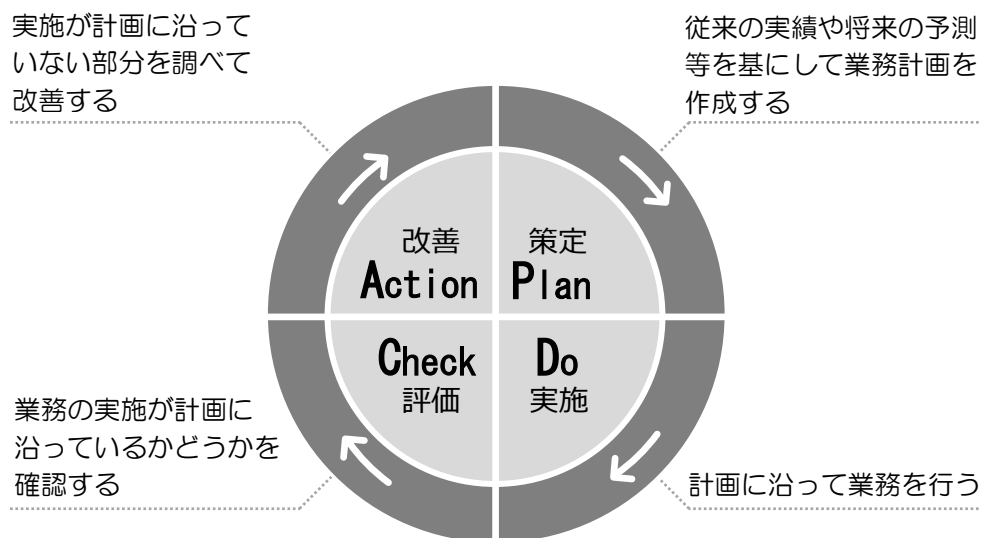 実施が計画に沿って
いない部分を調べて
改善する
従来の実績や将来の予測
等を基にして業務計画を
作成する
改善
Action
策定
Plan
Check
評価
Do
実施
業務の実施が計画に
沿っているかどうかを
確認する
計画に沿って業務を行う